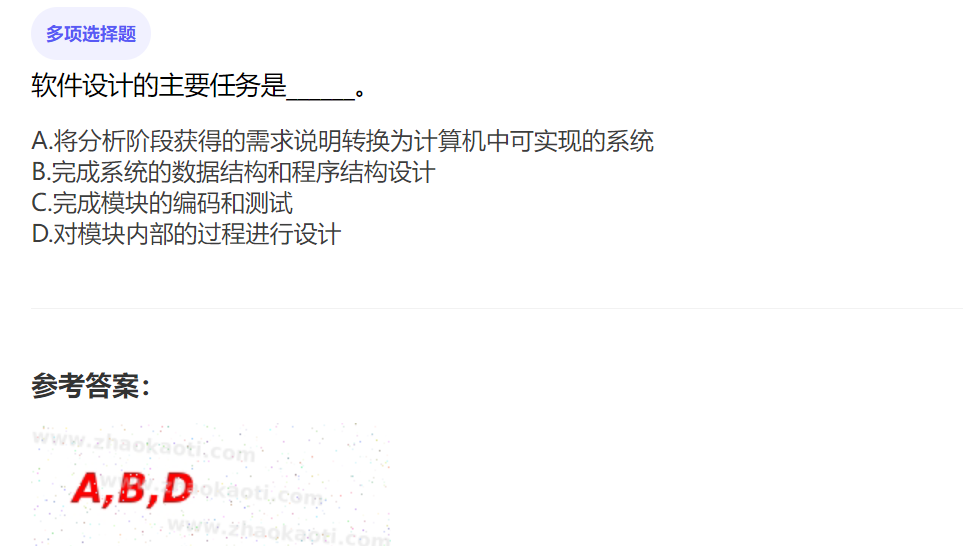 多项选择题
软件设计的主要任务是______。
A.将分析阶段获得的需求说明转换为计算机中可实现的系统
B.完成系统的数据结构和程序结构设计
C.完成模块的编码和测试
D.对模块内部的过程进行设计
参考答案：
www.zhaokaoti.com
A,B,D
www.zhaokaoti.com
www.zhaokaoti.com